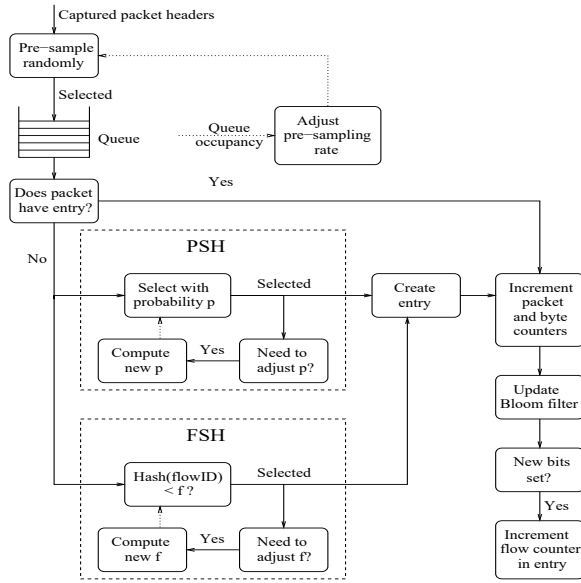 Captured packet headers
Pre−sample
randomly
Selected
Queue
Queue
occupancy
Adjust
pre−sampling
rate
Does packet
have entry?
Yes
No
PSH
Select with
probability p
Selected
Compute
new p
Yes
Need to
adjust p?
Create
entry
Increment
packet
and byte
counters
Update
Bloom filter
New bits
set?
Yes
Increment
flow counter
in entry
FSH
Hash(flowID)
< f ?
Selected
Compute
new f
Yes
Need to
adjust f?